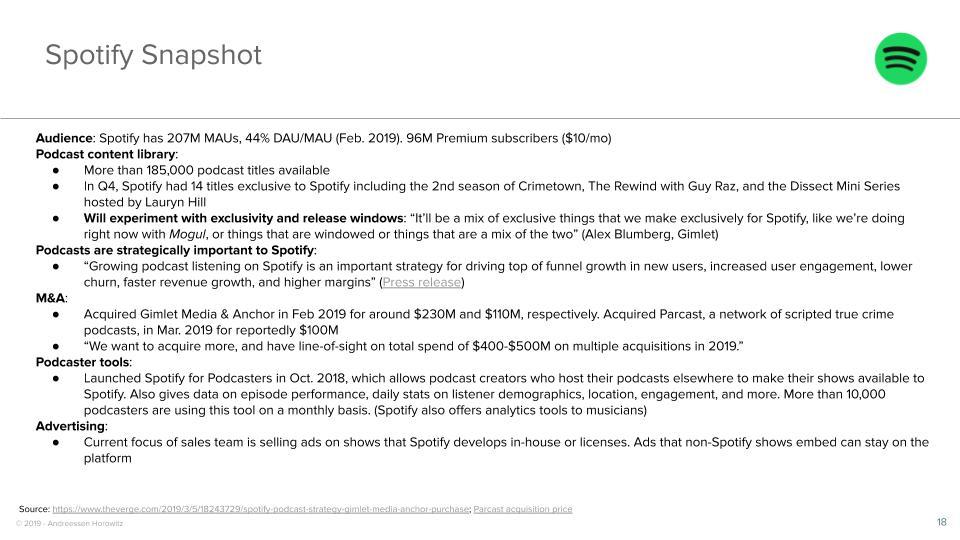 Spotify Snapshot
Audience: Spotify has 207M MAUs, 44% DAU/MAU (Feb. 2019). 96M Premium subscribers ($10/mo)
Podcast content library:
● More than 185,000 podcast titles available
● In Q4, Spotify had 14 titles exclusive to Spotify including the 2nd season of Crimetown, The Rewind with Guy Raz, and the Dissect Mini Series
hosted by Lauryn Hill
● Will experiment with exclusivity and release windows: “It’ll be a mix of exclusive things that we make exclusively for Spotify, like we’re doing
right now with Mogul, or things that are windowed or things that are a mix of the two” (Alex Blumberg, Gimlet)
Podcasts are strategically important to Spotify:
● “Growing podcast listening on Spotify is an important strategy for driving top of funnel growth in new users, increased user engagement, lower
churn, faster revenue growth, and higher margins” (Press release)
M&A:
● Acquired Gimlet Media & Anchor in Feb 2019 for around $230M and $110M, respectively. Acquired Parcast, a network of scripted true crime
podcasts, in Mar. 2019 for reportedly $100M
● “We want to acquire more, and have line-of-sight on total spend of $400-$500M on multiple acquisitions in 2019.”
Podcaster tools:
● Launched Spotify for Podcasters in Oct. 2018, which allows podcast creators who host their podcasts elsewhere to make their shows available to
Spotify. Also gives data on episode performance, daily stats on listener demographics, location, engagement, and more. More than 10,000
podcasters are using this tool on a monthly basis. (Spotify also offers analytics tools to musicians)
Advertising:
● Current focus of sales team is selling ads on shows that Spotify develops in-house or licenses. Ads that non-Spotify shows embed can stay on the
platform
Source: https://www.theverge.com/2019/3/5/18243729/spotify-podcast-strategy-gimlet-media-anchor-purchase; Parcast acquisition price
© 2019 - Andreessen Horowitz
18